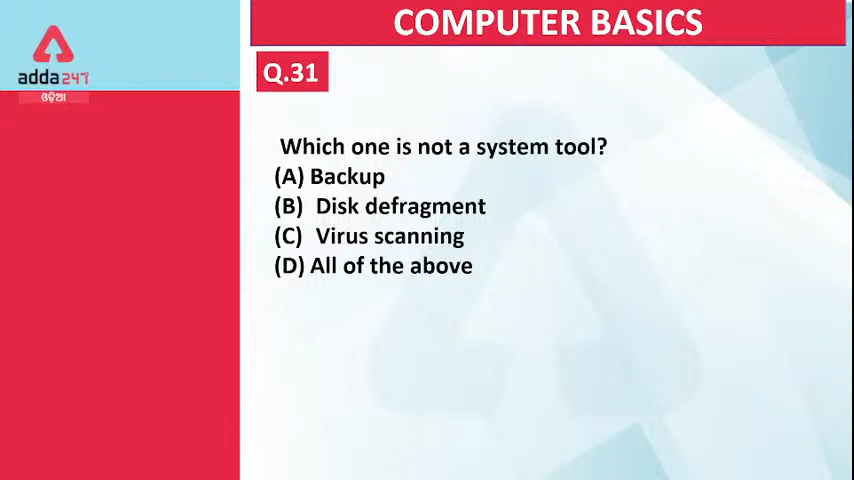 COMPUTER BASICS
adda247
ଓଡ଼ିଆ
Q.31
Which one is not a system tool?
(A) Backup
(B) Disk defragment
(C) Virus scanning
(D) All of the above